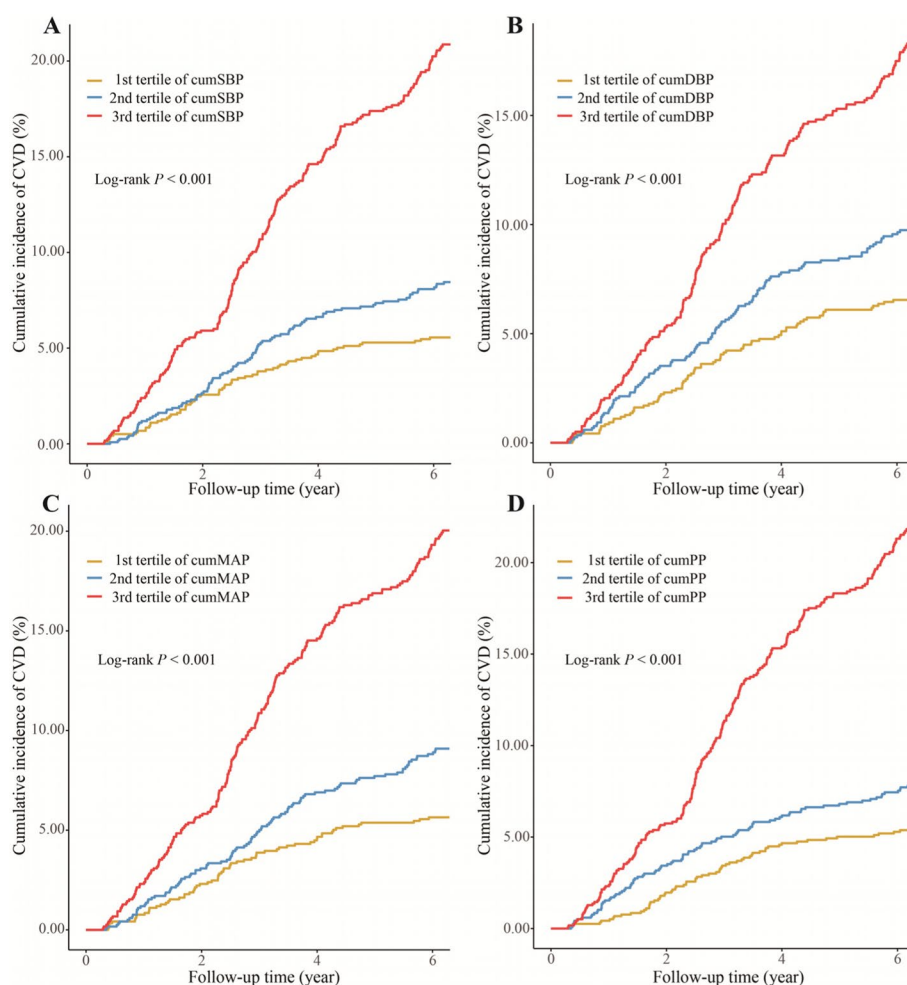 A
20.00
15.00
10.00
5.00
0.00
Cumulative incidence of CVD (%)
1st tertile of cumSBP
2nd tertile of cumSBP
3rd tertile of cumSBP
Log-rank P < 0.001
0 2 4 6
Follow-up time (year)
B
15.00
10.00
5.00
0.00
Cumulative incidence of CVD (%)
1st tertile of cumDBP
2nd tertile of cumDBP
3rd tertile of cumDBP
Log-rank P < 0.001
0 2 4 6
Follow-up time (year)
C
20.00
15.00
10.00
5.00
0.00
Cumulative incidence of CVD (%)
1st tertile of cumMAP
2nd tertile of cumMAP
3rd tertile of cumMAP
Log-rank P < 0.001
0 2 4 6
Follow-up time (year)
D
20.00
15.00
10.00
5.00
0.00
Cumulative incidence of CVD (%)
1st tertile of cumPP
2nd tertile of cumPP
3rd tertile of cumPP
Log-rank P < 0.001
0 2 4 6
Follow-up time (year)